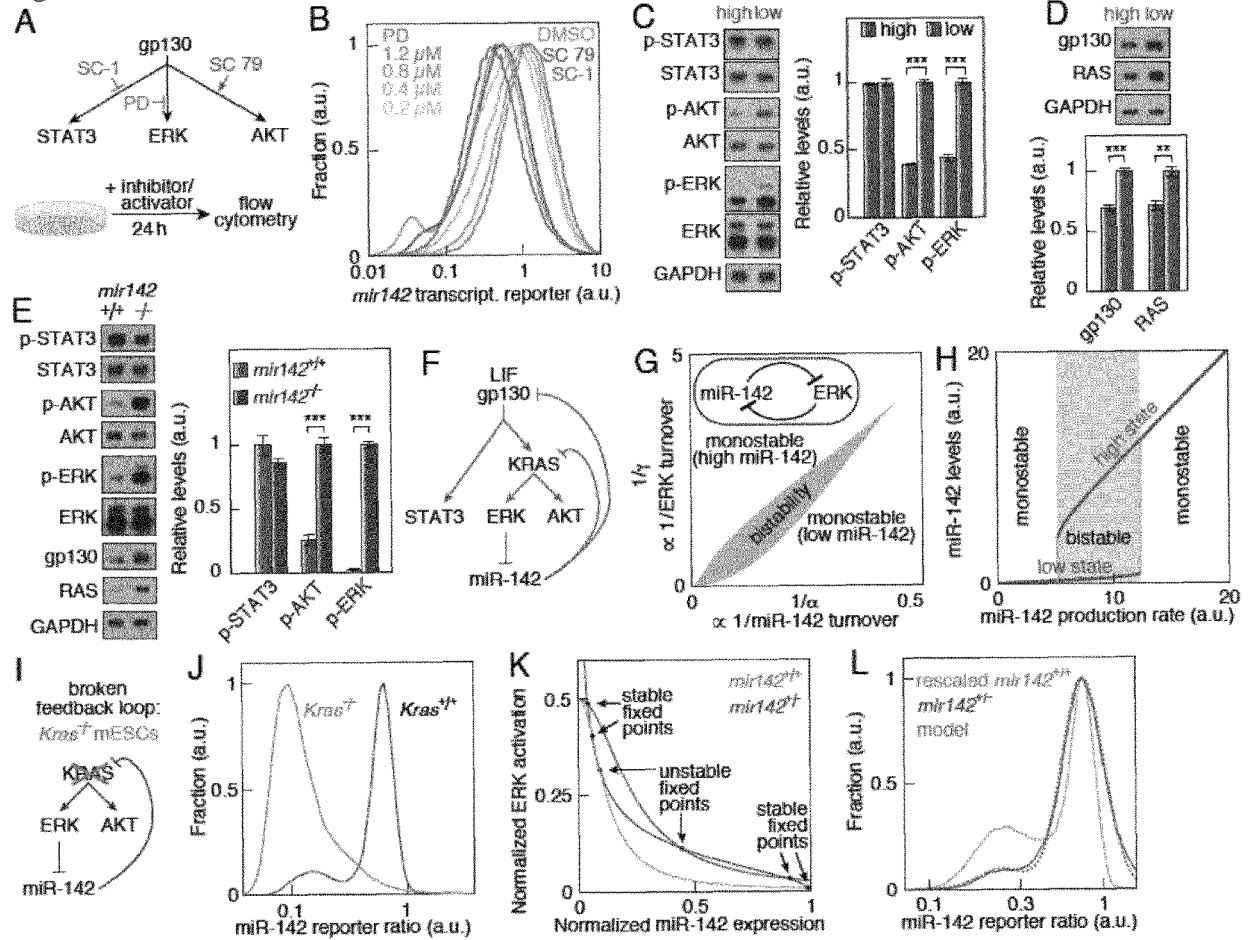 A
gp130
SC-1
SC 79
PD
STAT3
ERK
AKT
+ inhibitor/
activator
24 h
flow
cytometry
B
PD
1.2 µM
0.8 µM
0.4 µM
0.2 µM
DMSO
SC 79
SC-1
Fraction (a.u.)
1
0.5
0
0.01
0.1
1
10
mir142 transcript. reporter (a.u.)
C
high low
p-STAT3
STAT3
p-AKT
AKT
p-ERK
ERK
GAPDH
high
low
***
***
Relative levels (a.u.)
1
0.5
0
p-STAT3
p-AKT
p-ERK
D
high low
gp130
RAS
GAPDH
***
**
Relative levels (a.u.)
1
0.5
0
gp130
RAS
E
mir142
+/+
-/-
p-STAT3
STAT3
p-AKT
AKT
p-ERK
ERK
gp130
RAS
GAPDH
mir142+/+
mir142-/-
***
***
Relative levels (a.u.)
1
0.5
0
p-STAT3
p-AKT
p-ERK
F
LIF
gp130
KRAS
STAT3
ERK
AKT
miR-142
G
5
miR-142
ERK
monostable
(high miR-142)
bistability
monostable
(low miR-142)
1/γ
∝ 1/ERK turnover
0
0
0.5
1/α
∝ 1/miR-142 turnover
H
20
10
0
miR-142 levels (a.u.)
monostable
high state
bistable
low state
monostable
0
10
20
miR-142 production rate (a.u.)
I
broken
feedback loop:
Kras-/- mESCs
KRAS
ERK
AKT
miR-142
J
Kras-/-
Kras+/+
Fraction (a.u.)
1
0.5
0
0.1
1
miR-142 reporter ratio (a.u.)
K
mir142+/+
mir142+/-
stable
fixed
points
unstable
fixed
points
stable
fixed
points
Normalized ERK activation
0.5
0.25
0
0
0.5
1
Normalized miR-142 expression
L
rescaled mir142+/+
mir142+/-
model
Fraction (a.u.)
1
0.5
0
0.1
0.3
1
miR-142 reporter ratio (a.u.)